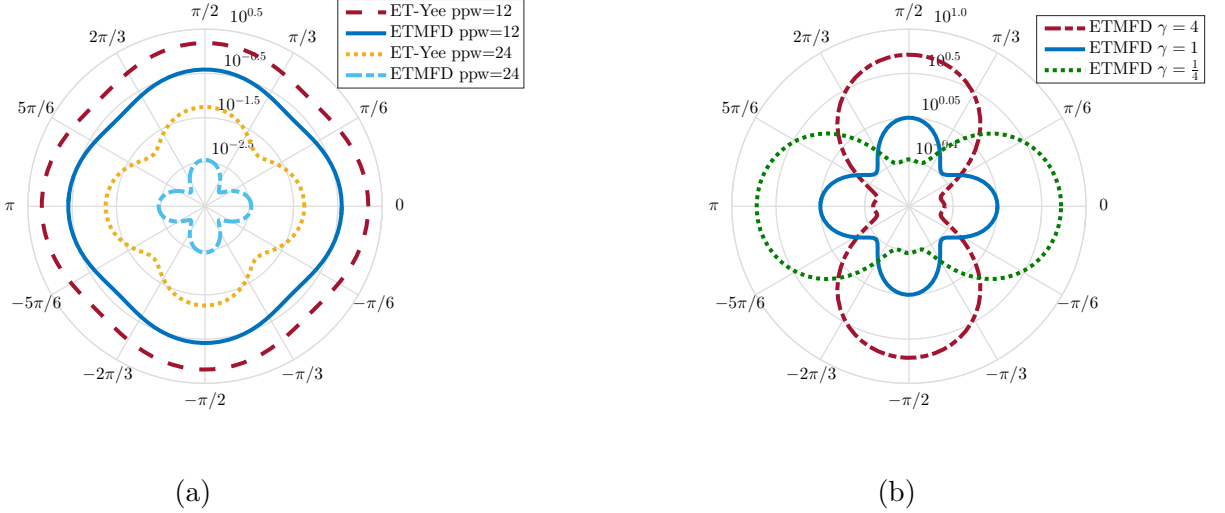 ET-Yee ppw=12
ETMFD ppw=12
ET-Yee ppw=24
ETMFD ppw=24
π/2
10^{0.5}
2π/3
π/3
10^{-0.5}
5π/6
10^{-1.5}
π/6
10^{-2.5}
π
0
-5π/6
-π/6
-2π/3
-π/3
-π/2
(a)
ETMFD γ = 4
ETMFD γ = 1
ETMFD γ = 1/4
π/2
10^{1.0}
2π/3
π/3
10^{0.5}
5π/6
10^{0.05}
π/6
π
0
-5π/6
-π/6
-2π/3
-π/3
-π/2
(b)